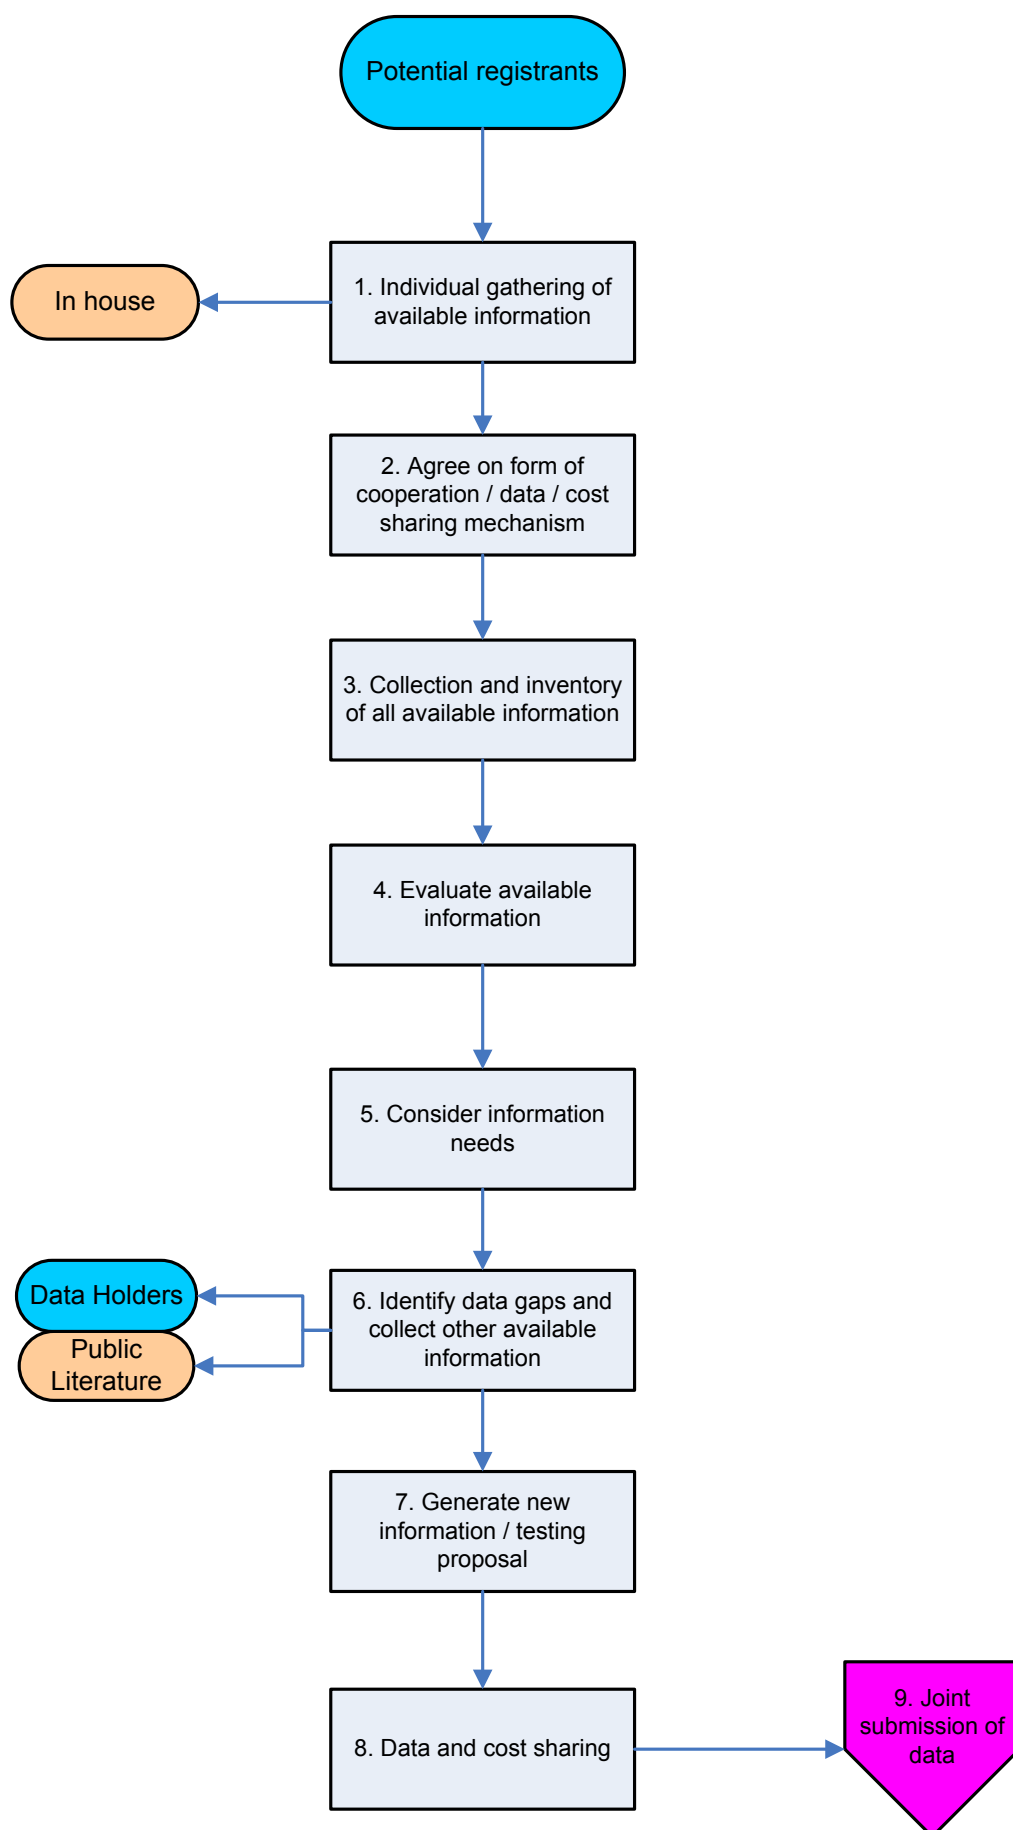 Potential registrants
1. Individual gathering of
available information
In house
2. Agree on form of
cooperation / data / cost
sharing mechanism
3. Collection and inventory
of all available information
4. Evaluate available
information
5. Consider information
needs
Data Holders
Public
Literature
6. Identify data gaps and
collect other available
information
7. Generate new
information / testing
proposal
8. Data and cost sharing
9. Joint
submission of
data